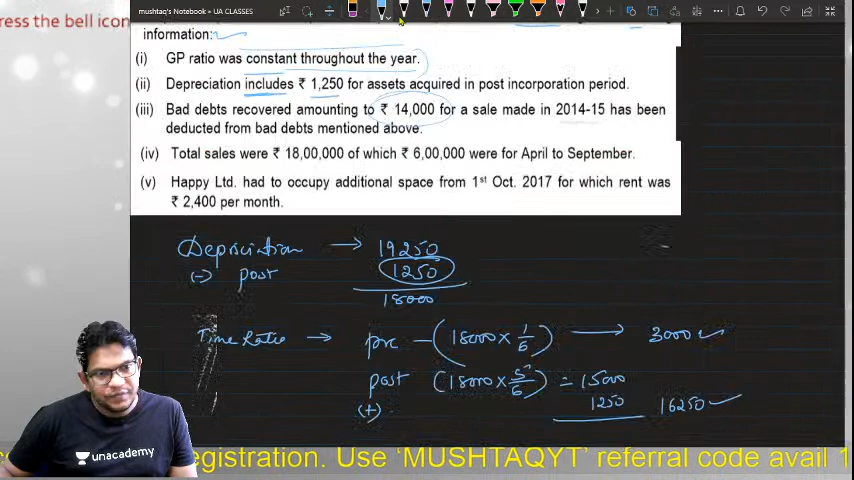 mushtaq's Notebook » UA CLASSES
ress the bell icon
information:
(i) GP ratio was constant throughout the year.
(ii) Depreciation includes ₹ 1,250 for assets acquired in post incorporation period.
(iii) Bad debts recovered amounting to ₹ 14,000 for a sale made in 2014-15 has been
deducted from bad debts mentioned above.
(iv) Total sales were ₹ 18,00,000 of which ₹ 6,00,000 were for April to September.
(v) Happy Ltd. had to occupy additional space from 1st Oct. 2017 for which rent was
₹ 2,400 per month.
Depriciation → 19250
(-) post 1250
18000
Time Ratio → pre - (18000 × 1/6) → 3000
post (18000 × 5/6) = 15000
(+) 1250 16250
unacademy
egistration. Use 'MUSHTAQYT' referral code avail 1